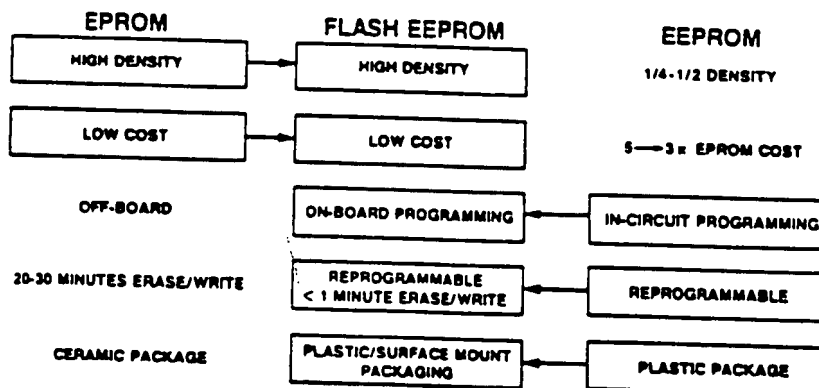 EPROM FLASH EEPROM EEPROM
HIGH DENSITY HIGH DENSITY 1/4-1/2 DENSITY
LOW COST LOW COST 5→3x EPROM COST
OFF-BOARD ON-BOARD PROGRAMMING IN-CIRCUIT PROGRAMMING
20-30 MINUTES ERASE/WRITE REPROGRAMMABLE REPROGRAMMABLE
< 1 MINUTE ERASE/WRITE
CERAMIC PACKAGE PLASTIC/SURFACE MOUNT PLASTIC PACKAGE
PACKAGING